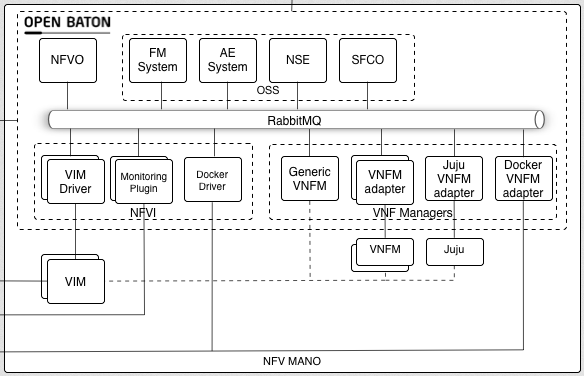 OPEN BATON
NFVO
FM
System
AE
System
NSE
SFCO
OSS
RabbitMQ
VIM
Driver
Monitoring
Plugin
Docker
Driver
NFVI
Generic
VNFM
VNFM
adapter
Juju
VNFM
adapter
Docker
VNFM
adapter
VNF Managers
VNFM
Juju
VIM
NFV MANO